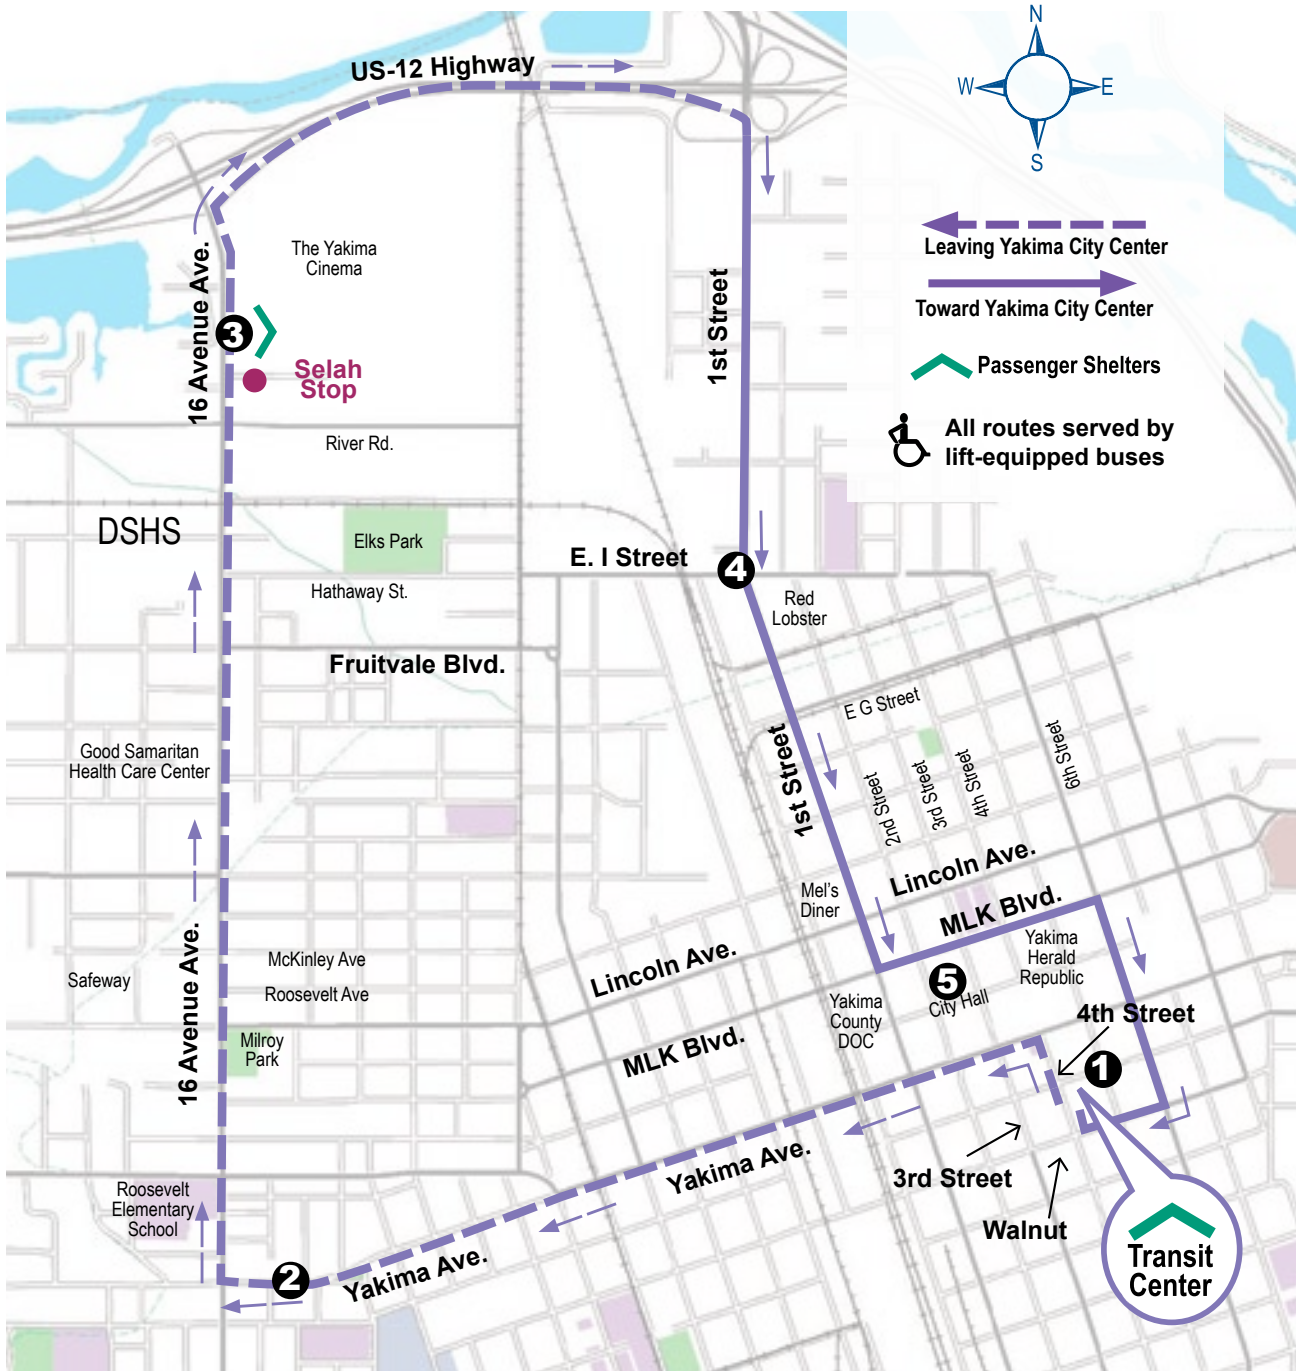 US-12 Highway
N
W
E
S
Leaving Yakima City Center
Toward Yakima City Center
Passenger Shelters
All routes served by
lift-equipped buses
The Yakima
Cinema
16 Avenue Ave.
3
Selah
Stop
1st Street
River Rd.
DSHS
Elks Park
E. I Street
4
Hathaway St.
Red
Lobster
Fruitvale Blvd.
E G Street
1st Street
2nd Street
3rd Street
4th Street
6th Street
Good Samaritan
Health Care Center
Lincoln Ave.
Mel's
Diner
MLK Blvd.
16 Avenue Ave.
McKinley Ave
Safeway
Roosevelt Ave
Lincoln Ave.
Yakima
Herald
Republic
5
City Hall
Yakima
County
DOC
4th Street
Milroy
Park
MLK Blvd.
1
Yakima Ave.
3rd Street
Roosevelt
Elementary
School
Walnut
Transit
Center
2
Yakima Ave.